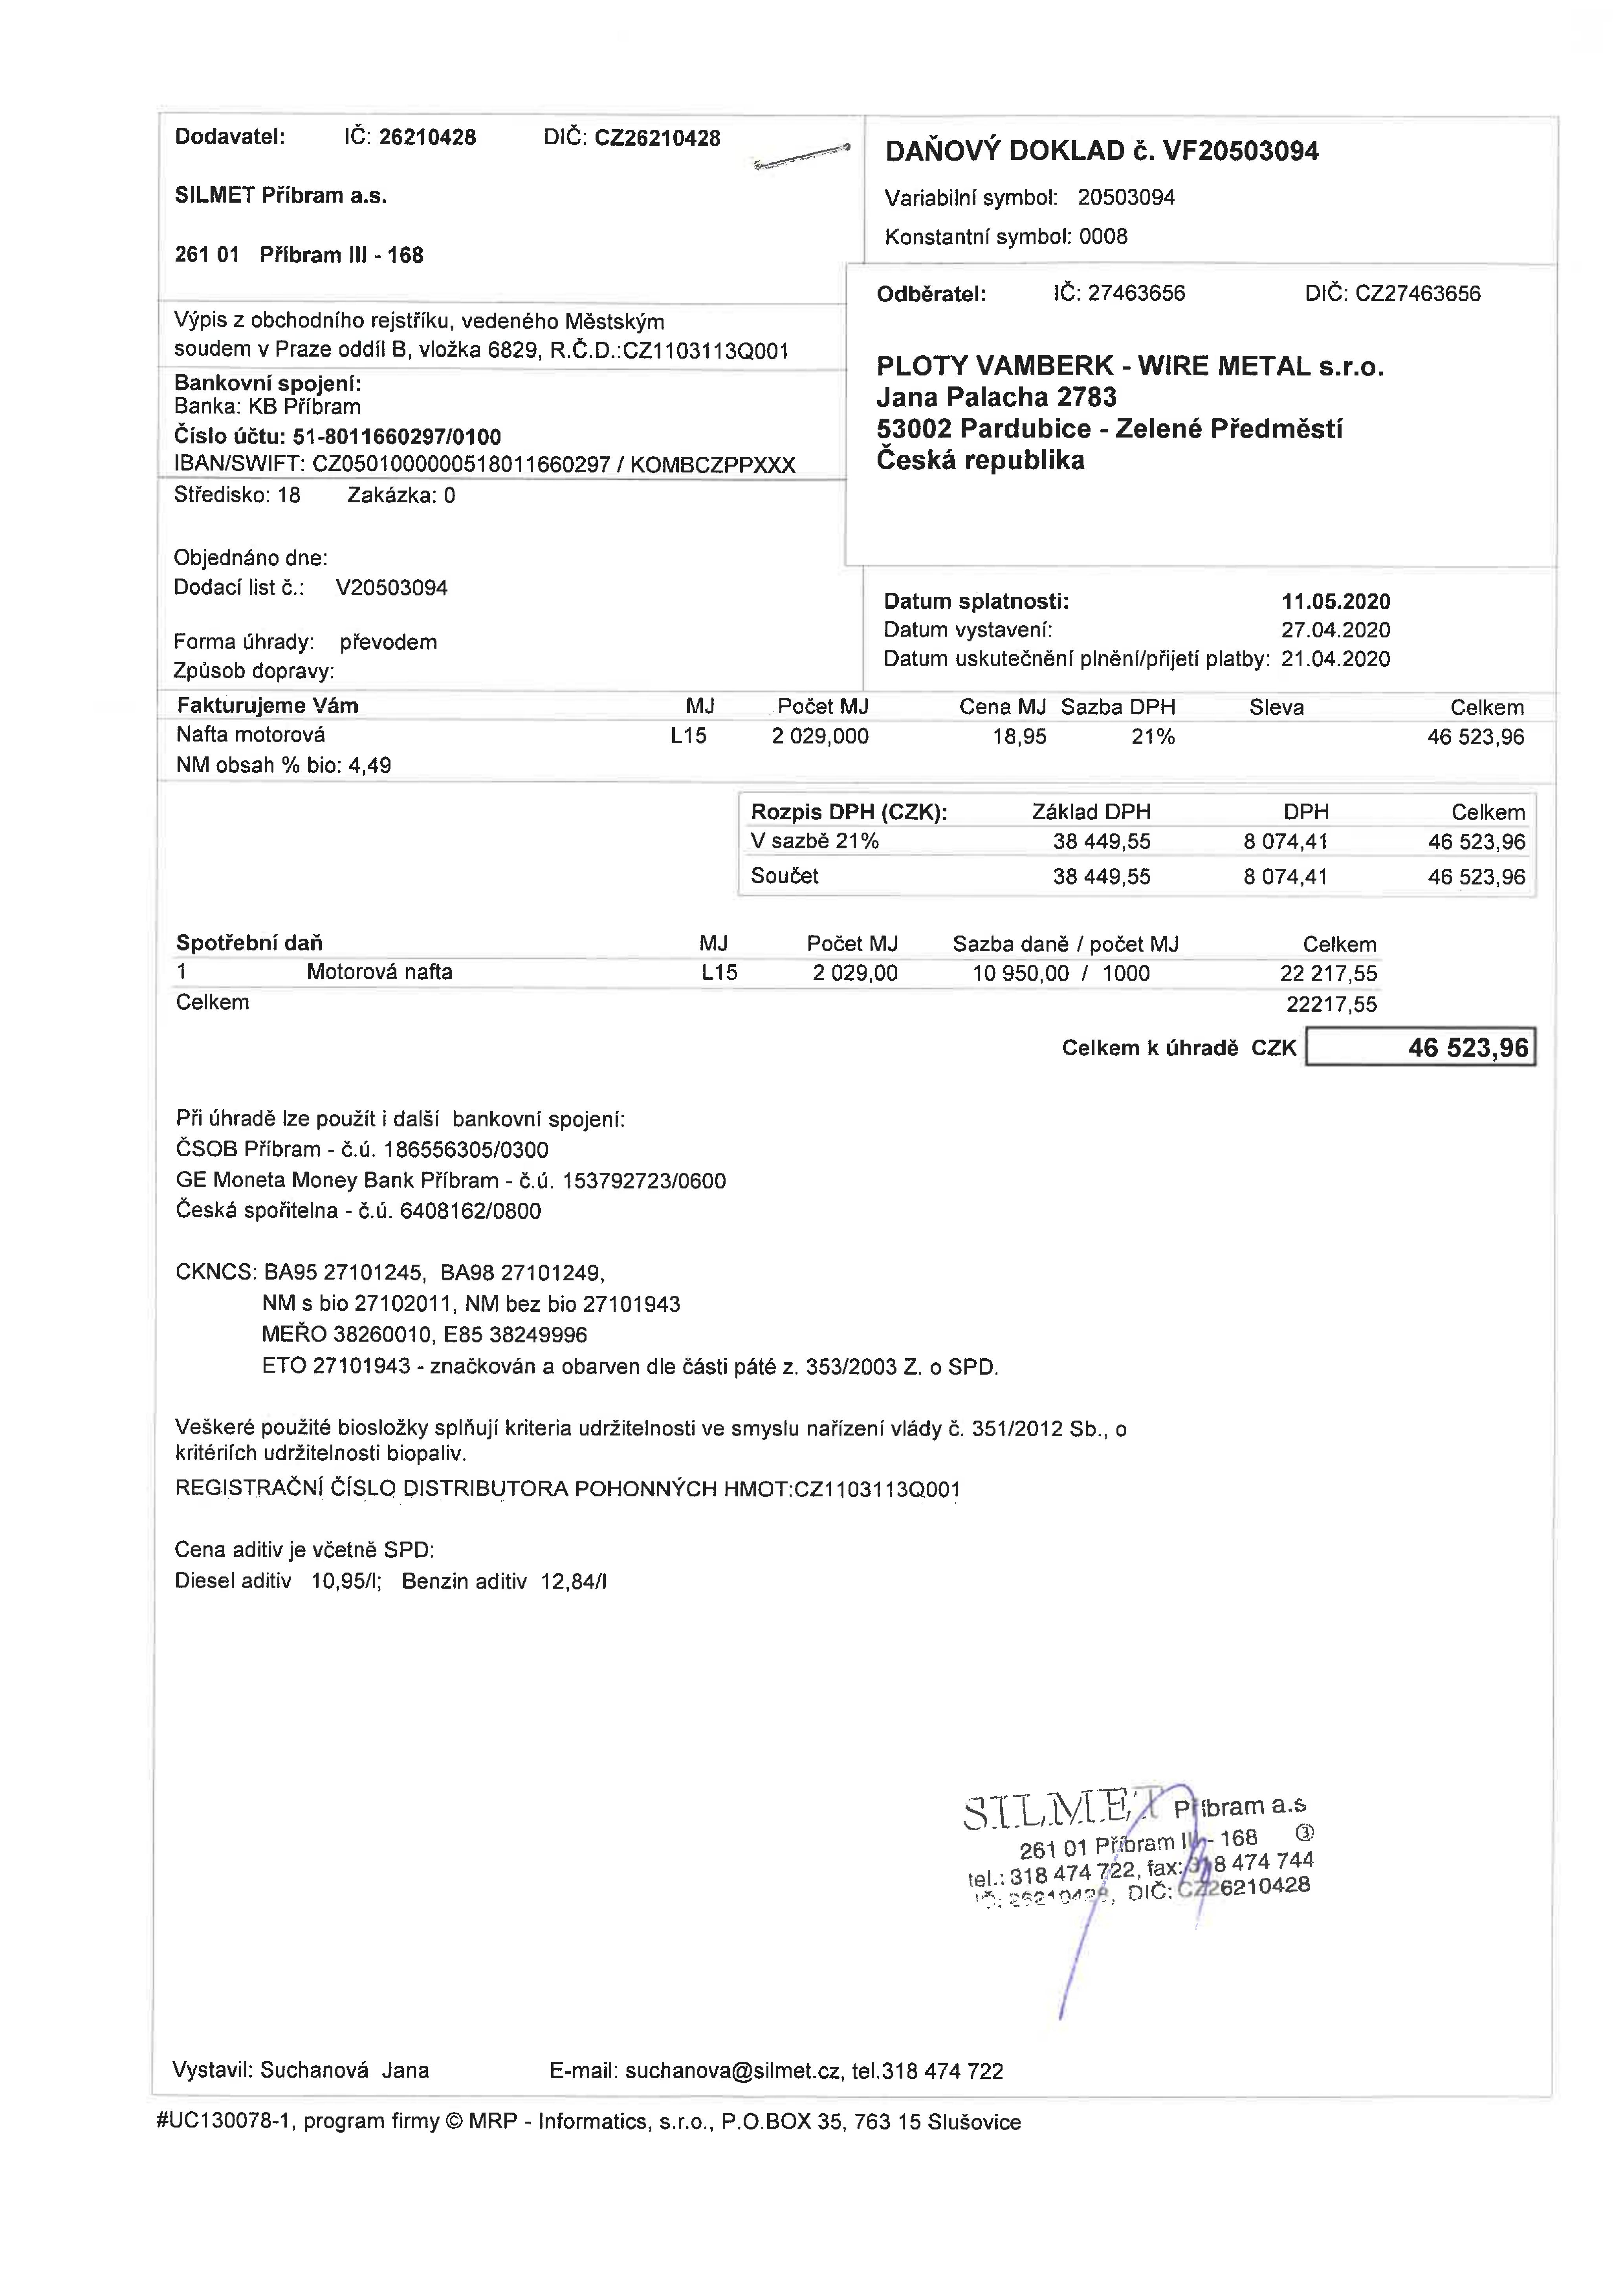 Dodavatel: IČ: 26210428 DIČ: CZ26210428
SILMET Příbram a.s.
261 01 Příbram III - 168
DAŇOVÝ DOKLAD č. VF20503094
Variabilní symbol: 20503094
Konstantní symbol: 0008
Odběratel: IČ: 27463656 DIČ: CZ27463656
PLOTY VAMBERK - WIRE METAL s.r.o.
Jana Palacha 2783
53002 Pardubice - Zelené Předměstí
Česká republika
Výpis z obchodního rejstříku, vedeného Městským
soudem v Praze oddíl B, vložka 6829, R.Č.D.:CZ1103113Q001
Bankovní spojení:
Banka: KB Příbram
Číslo účtu: 51-8011660297/0100
IBAN/SWIFT: CZ0501000000518011660297 / KOMBCZPPXXX
Středisko: 18 Zakázka: 0
Objednáno dne:
Dodací list č.: V20503094
Forma úhrady: převodem
Způsob dopravy:
Datum splatnosti: 11.05.2020
Datum vystavení: 27.04.2020
Datum uskutečnění plnění/přijetí platby: 21.04.2020
Fakturujeme Vám MJ Počet MJ Cena MJ Sazba DPH Sleva Celkem
Nafta motorová L15 2 029,000 18,95 21% 46 523,96
NM obsah % bio: 4,49
Rozpis DPH (CZK): Základ DPH DPH Celkem
V sazbě 21% 38 449,55 8 074,41 46 523,96
Součet 38 449,55 8 074,41 46 523,96
Spotřební daň MJ Počet MJ Sazba daně / počet MJ Celkem
1 Motorová nafta L15 2 029,00 10 950,00 / 1000 22 217,55
Celkem 22217,55
Celkem k úhradě CZK 46 523,96
Při úhradě lze použít i další bankovní spojení:
ČSOB Příbram - č.ú. 186556305/0300
GE Moneta Money Bank Příbram - č.ú. 153792723/0600
Česká spořitelna - č.ú. 6408162/0800
CKNCS: BA95 27101245, BA98 27101249,
NM s bio 27102011, NM bez bio 27101943
MEŘO 38260010, E85 38249996
ETO 27101943 - značkován a obarven dle části páté z. 353/2003 Z. o SPD.
Veškeré použité biosložky splňují kriteria udržitelnosti ve smyslu nařízení vlády č. 351/2012 Sb., o
kritériích udržitelnosti biopaliv.
REGISTRAČNÍ ČÍSLO DISTRIBUTORA POHONNÝCH HMOT:CZ1103113Q001
Cena aditiv je včetně SPD:
Diesel aditiv 10,95/l; Benzin aditiv 12,84/l
SILMET Příbram a.s
261 01 Příbram III - 168 ③
tel.: 318 474 722, fax: 318 474 744
IČ: 26210428, DIČ: CZ26210428
Vystavil: Suchanová Jana E-mail: suchanova@silmet.cz, tel.318 474 722
#UC130078-1, program firmy © MRP - Informatics, s.r.o., P.O.BOX 35, 763 15 Slušovice